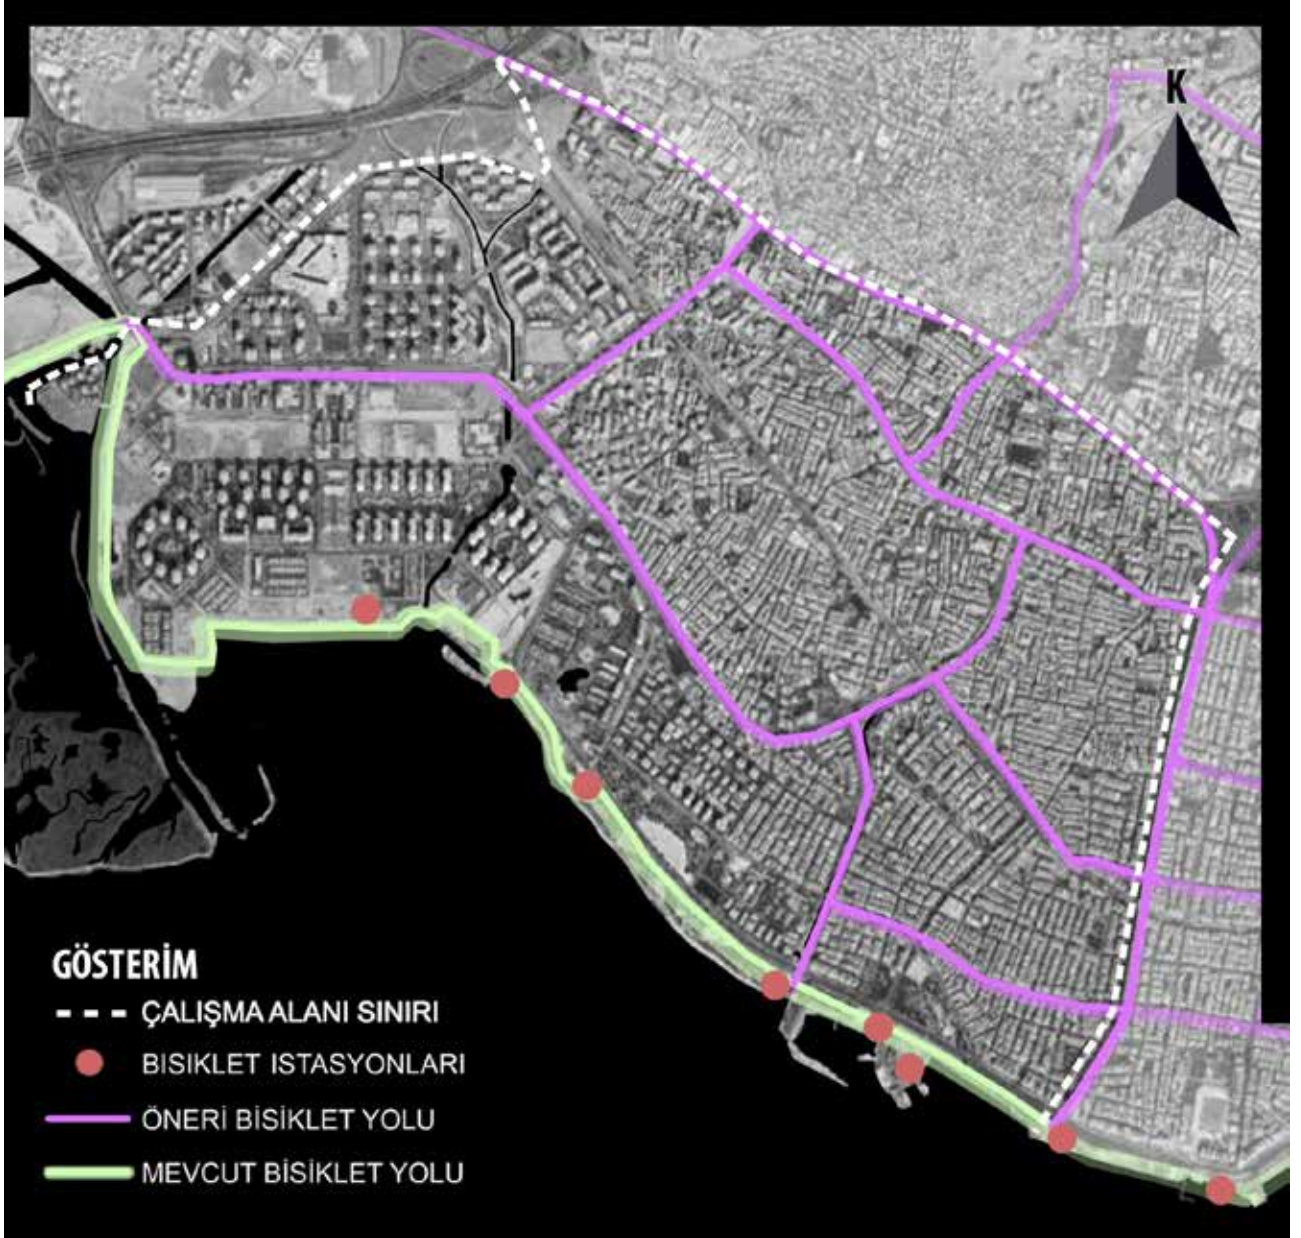 K
GÖSTERİM
ÇALIŞMA ALANI SINIRI
BISIKLET ISTASYONLARI
ÖNERİ BİSİKLET YOLU
MEVCUT BİSİKLET YOLU